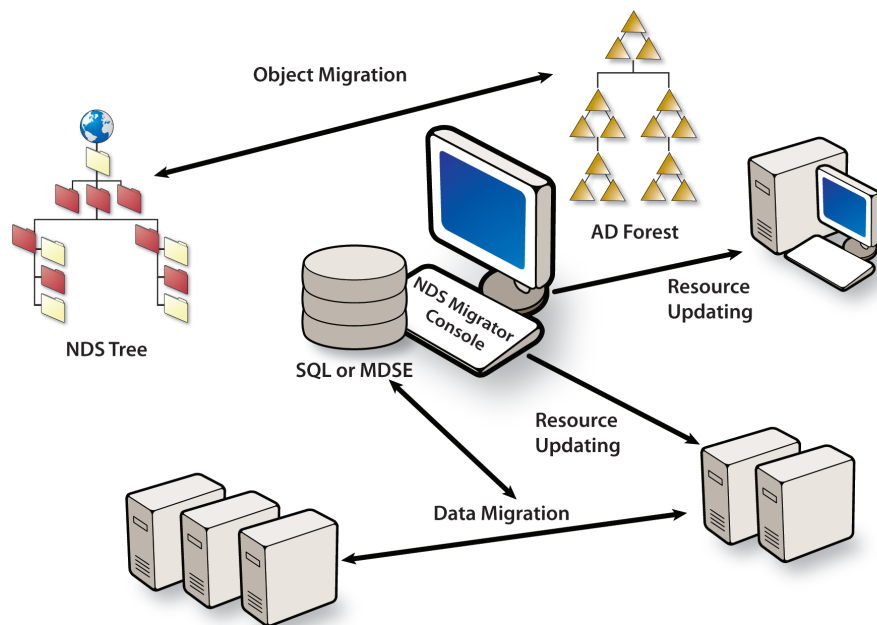 Object Migration
AD Forest
NDS Tree
NDS Migrator
Console
SQL or MDSE
Resource
Updating
Resource
Updating
Data Migration